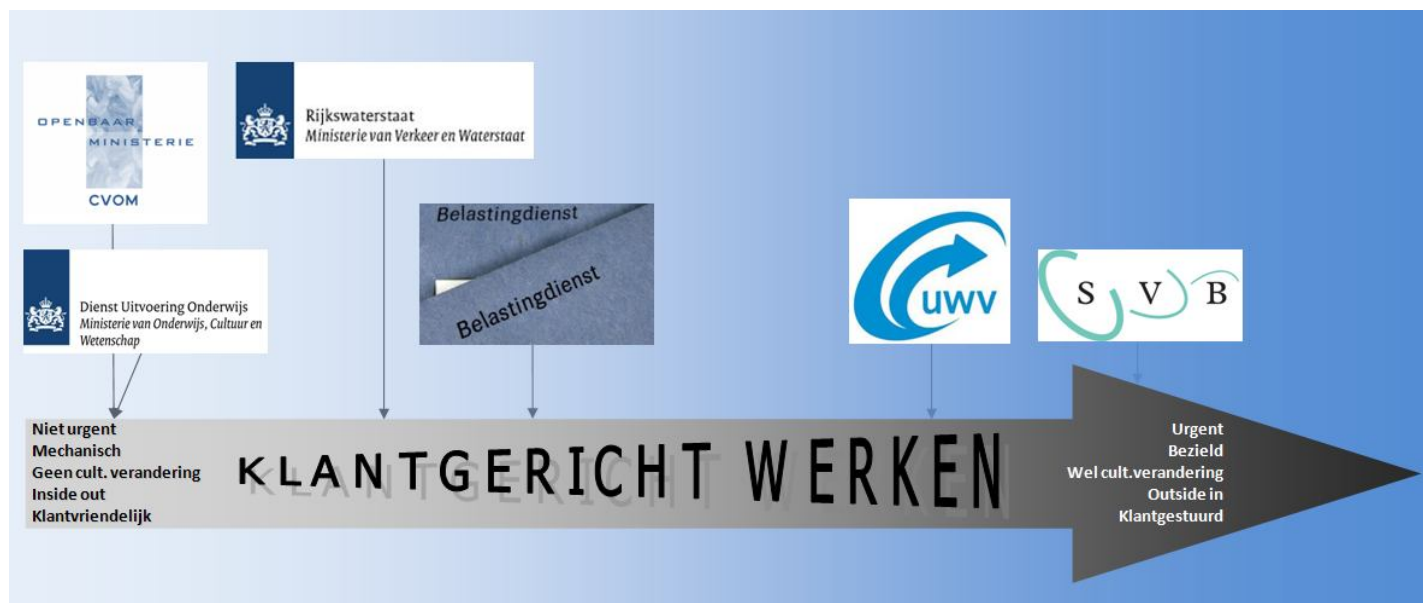 OPENBAAR
MINISTERIE
CVOM
Rijkswaterstaat
Ministerie van Verkeer en Waterstaat
Dienst Uitvoering Onderwijs
Ministerie van Onderwijs, Cultuur en
Wetenschap
Belastingdienst
Belastingdienst
uwv
S V B
Niet urgent
Mechanisch
Geen cult. verandering
Inside out
Klantvriendelijk
KLANTGERICHT WERKEN
Urgent
Bezield
Wel cult.verandering
Outside in
Klantgestuurd